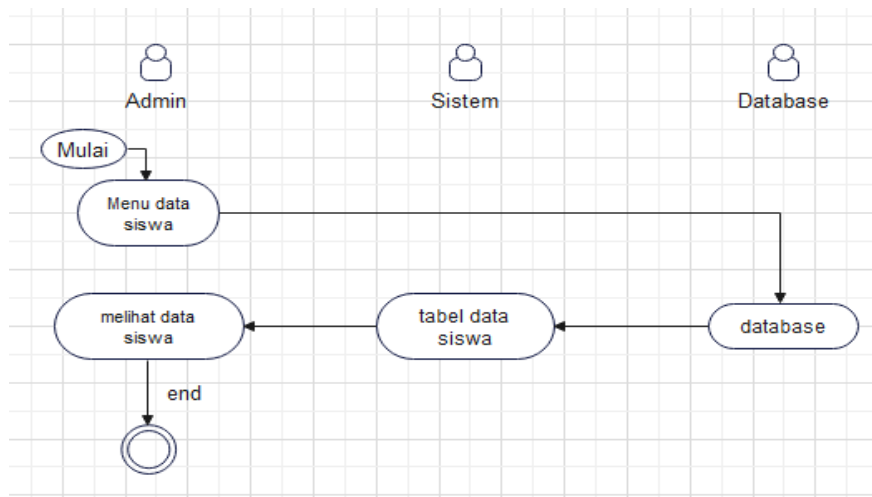 Admin
Sistem
Database
Mulai
Menu data
siswa
melihat data
siswa
tabel data
siswa
database
end